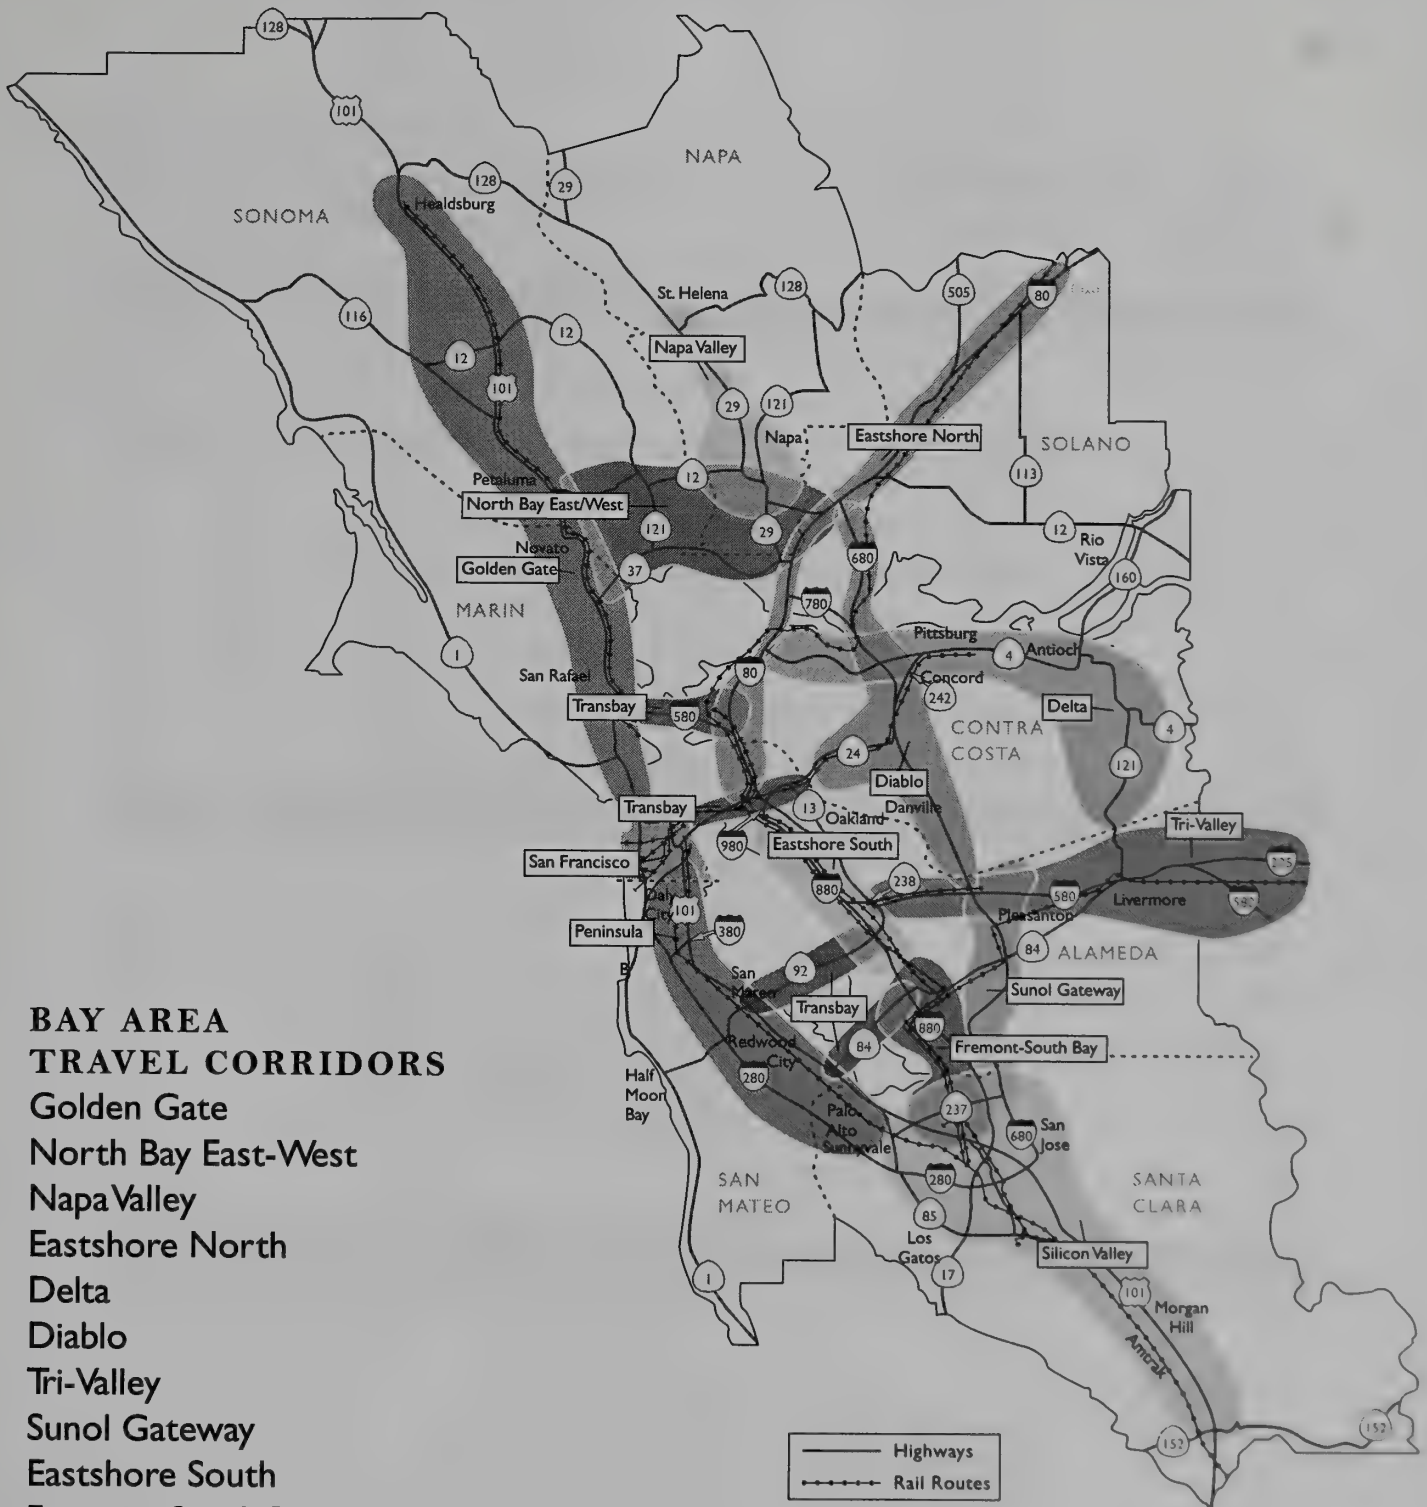 128
101
NAPA
128
29
Healdsburg
SONOMA
505
80
St. Helena
128
116
12
12
Napa Valley
101
29
121
Napa
Eastshore North
SOLANO
113
Petaluma
12
North Bay East/West
121
29
12
Rio
Vista
Novato
680
Golden Gate
37
160
780
MARIN
Pittsburg
1
4
Antioch
San Rafael
80
Concord
242
Transbay
580
Delta
CONTRA
COSTA
4
24
121
Diablo
Transbay
13
Danville
Oakland
Tri-Valley
980
Eastshore South
San Francisco
238
880
580
Livermore
580
Daly
City
101
Pleasanton
Peninsula
380
84
ALAMEDA
San
Mateo
92
Sunol Gateway
Transbay
880
Redwood
City
84
Fremont-South Bay
280
Half
Moon
Bay
Palo
Alto
Sunnyvale
237
680
San
Jose
280
SAN
MATEO
SANTA
CLARA
85
Los
Gatos
Silicon Valley
17
1
101
Morgan
Hill
Amtrak
152
152
BAY AREA
TRAVEL CORRIDORS
Golden Gate
North Bay East-West
Napa Valley
Eastshore North
Delta
Diablo
Tri-Valley
Sunol Gateway
Eastshore South
Highways
Rail Routes